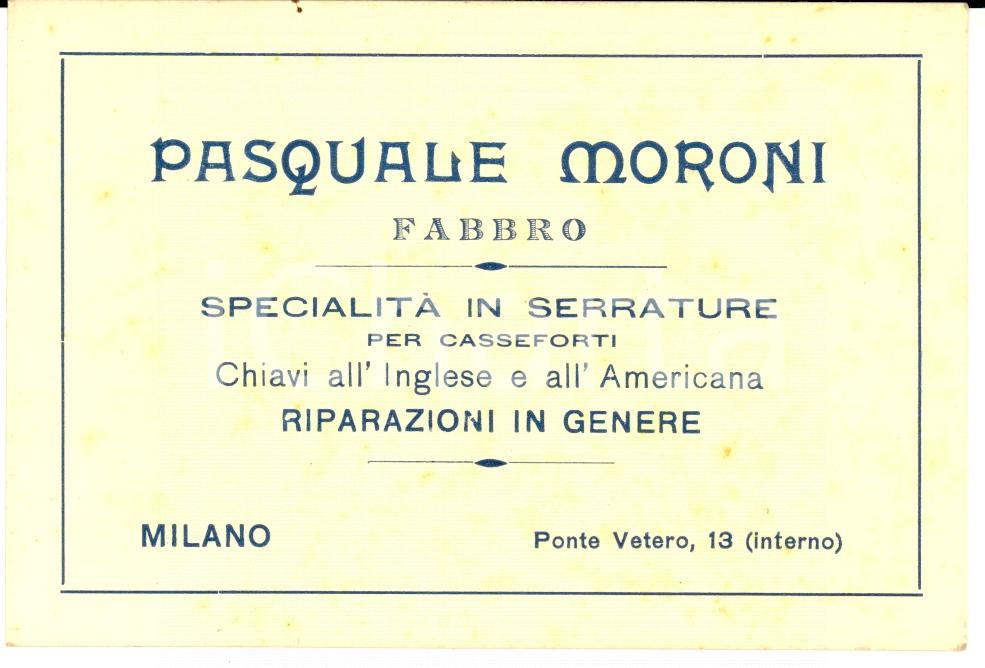 PASQUALE MORONI
FABBRO
SPECIALITÀ IN SERRATURE
PER CASSEFORTI
Chiavi all' Inglese e all' Americana
RIPARAZIONI IN GENERE
MILANO
Ponte Vetero, 13 (interno)